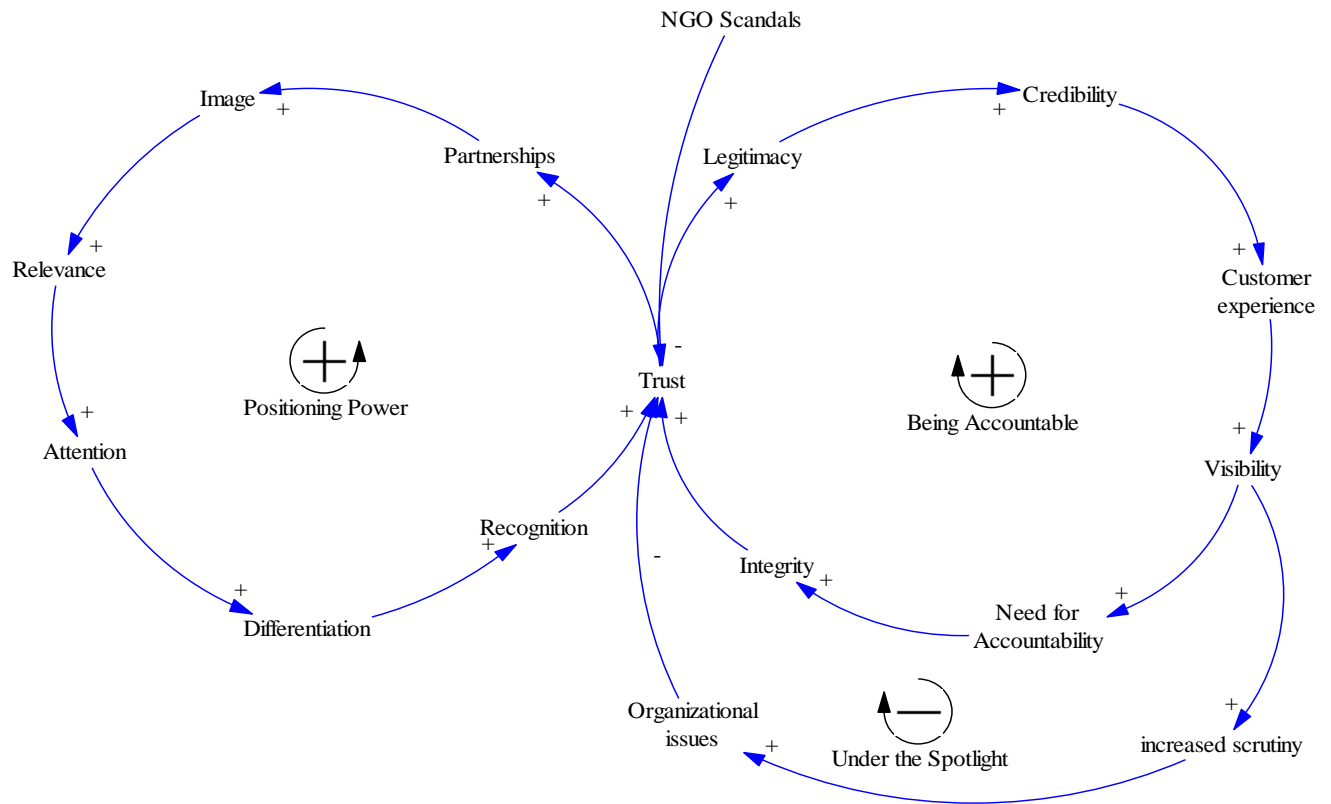 NGO Scandals
Image
+
Credibility
+
Partnerships
+
Legitimacy
+
Relevance
+
Customer
experience
+
Positioning Power
Trust
-
Being Accountable
Attention
+
+
+
Visibility
+
Recognition
+
-
Integrity
+
Differentiation
+
Need for
Accountability
+
Organizational
issues
+
Under the Spotlight
increased scrutiny
+